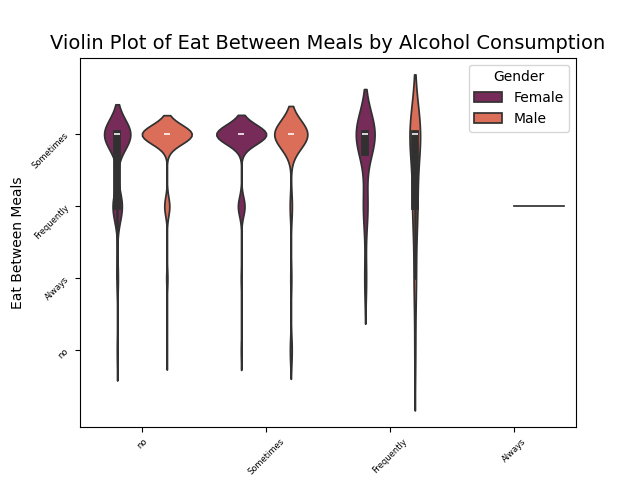 Violin Plot of Eat Between Meals by Alcohol Consumption
Gender
Female
Male
Eat Between Meals
Sometimes
Frequently
Always
no
no
Sometimes
Frequently
Always